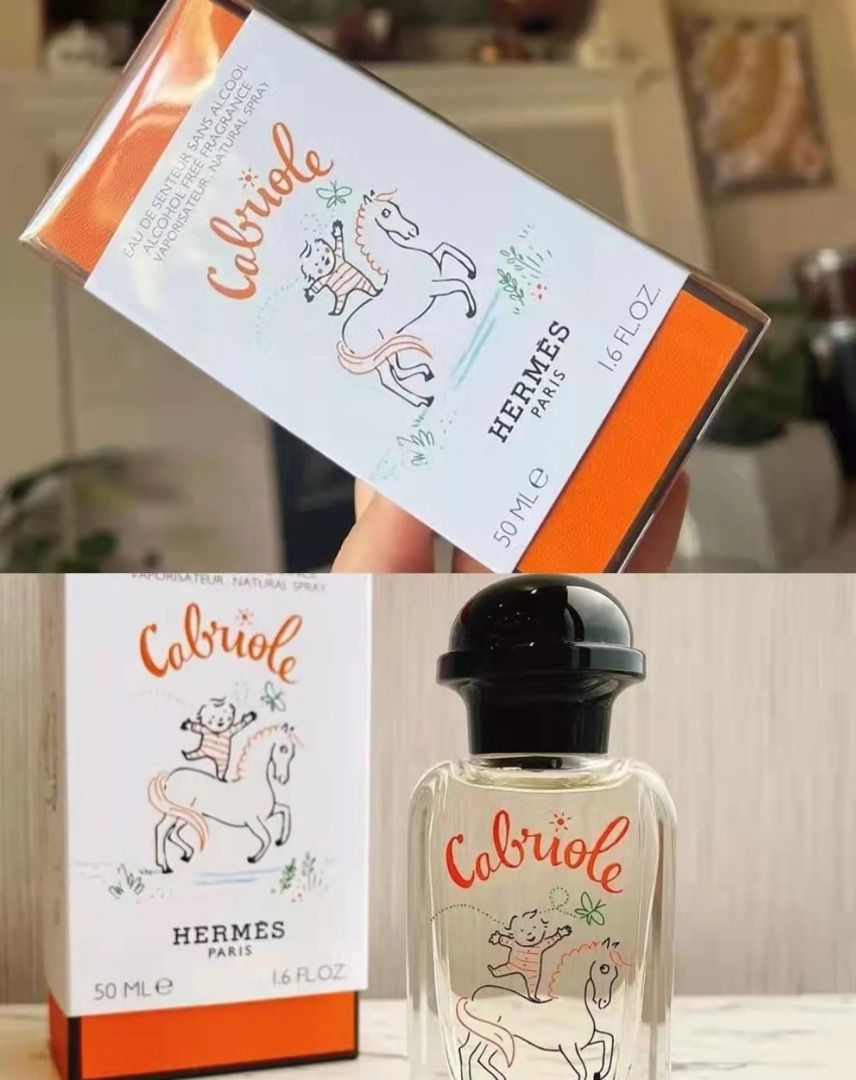 EAU DE SENTEUR SANS ALCOOL
ALCOHOL FREE FRAGRANCE
VAPORISATEUR . NATURAL SPRAY
Cabriole
HERMÈS
PARIS
50 ML e
1.6 FL.OZ.
VAPORISATEUR . NATURAL SPRAY
Cabriole
HERMÈS
PARIS
50 ML e
1.6 FL.OZ
Cabriole